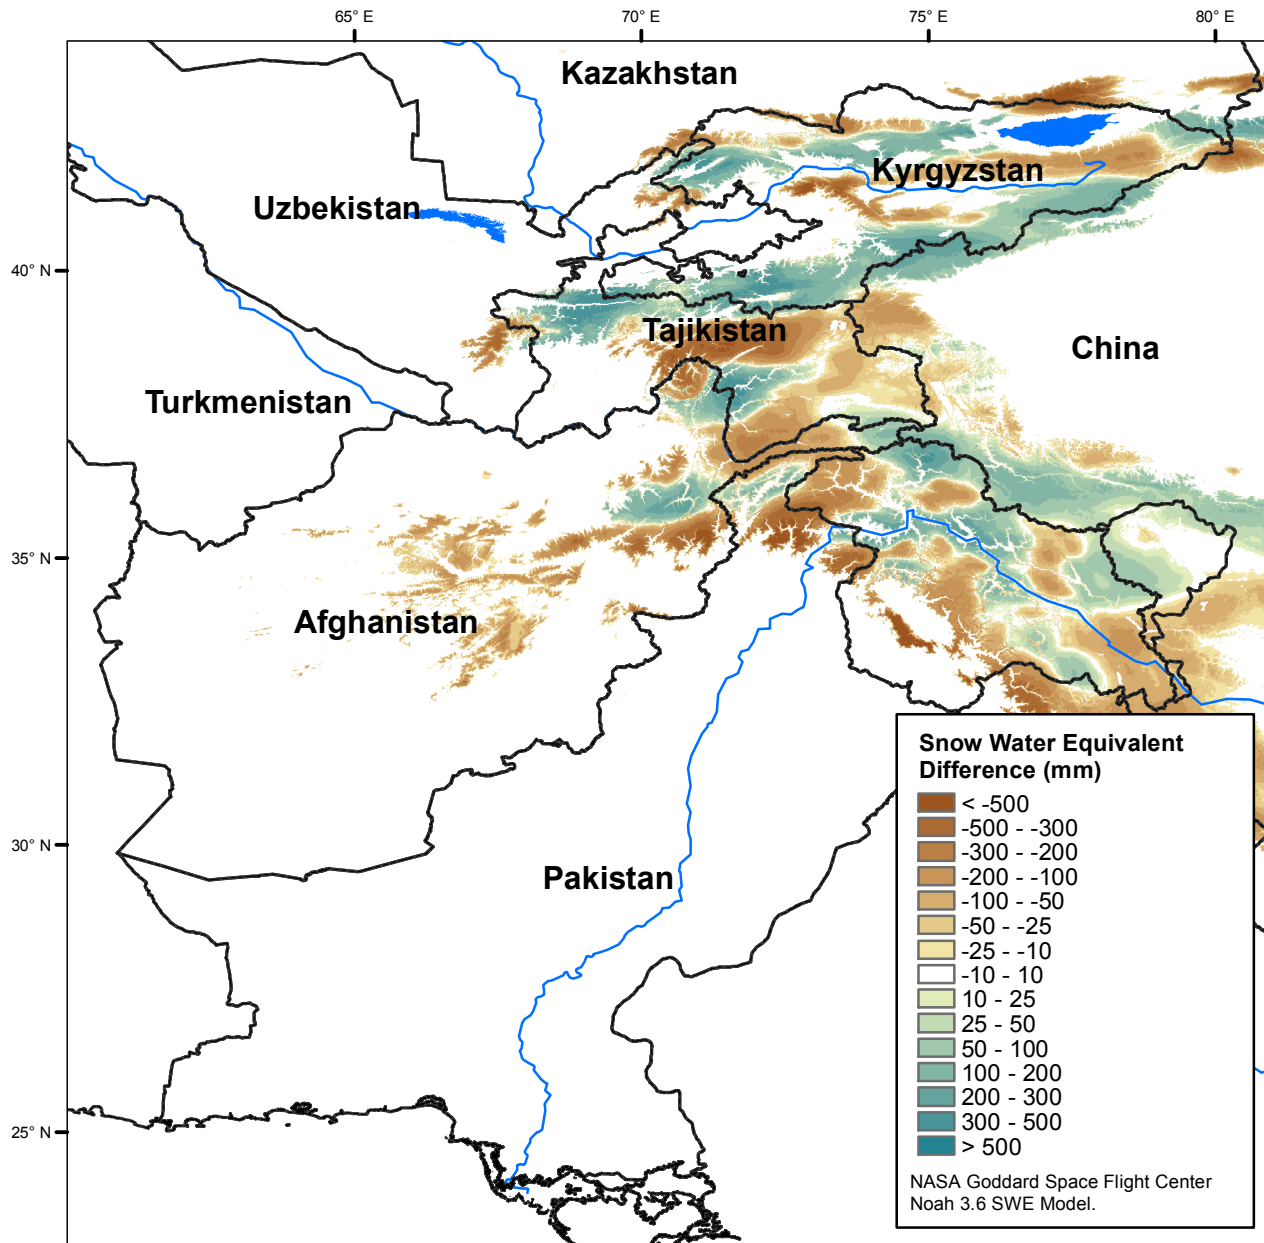 65° E
70° E
75° E
80° E
Kazakhstan
Kyrgyzstan
Uzbekistan
40° N
Tajikistan
China
Turkmenistan
35° N
Afghanistan
Snow Water Equivalent
Difference (mm)
< -500
-500 - -300
-300 - -200
-200 - -100
-100 - -50
-50 - -25
-25 - -10
-10 - 10
10 - 25
25 - 50
50 - 100
100 - 200
200 - 300
300 - 500
> 500
NASA Goddard Space Flight Center
Noah 3.6 SWE Model.
30° N
Pakistan
25° N